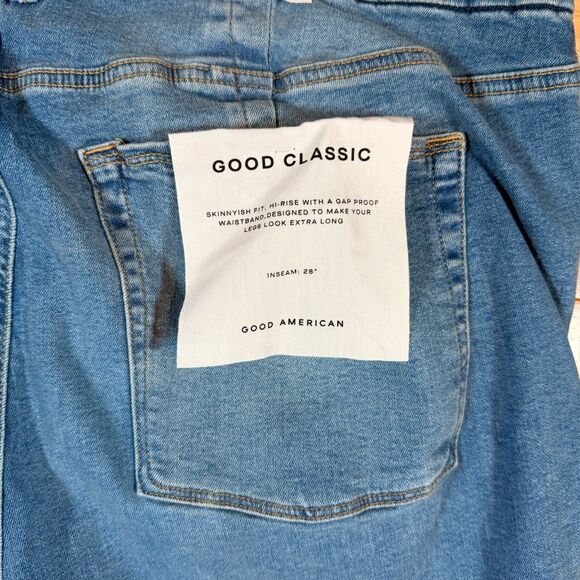 GOOD CLASSIC
SKINNYISH FIT, HI-RISE WITH A GAP PROOF
WAISTBAND,DESIGNED TO MAKE YOUR
LEGS LOOK EXTRA LONG
INSEAM: 28"
GOOD AMERICAN